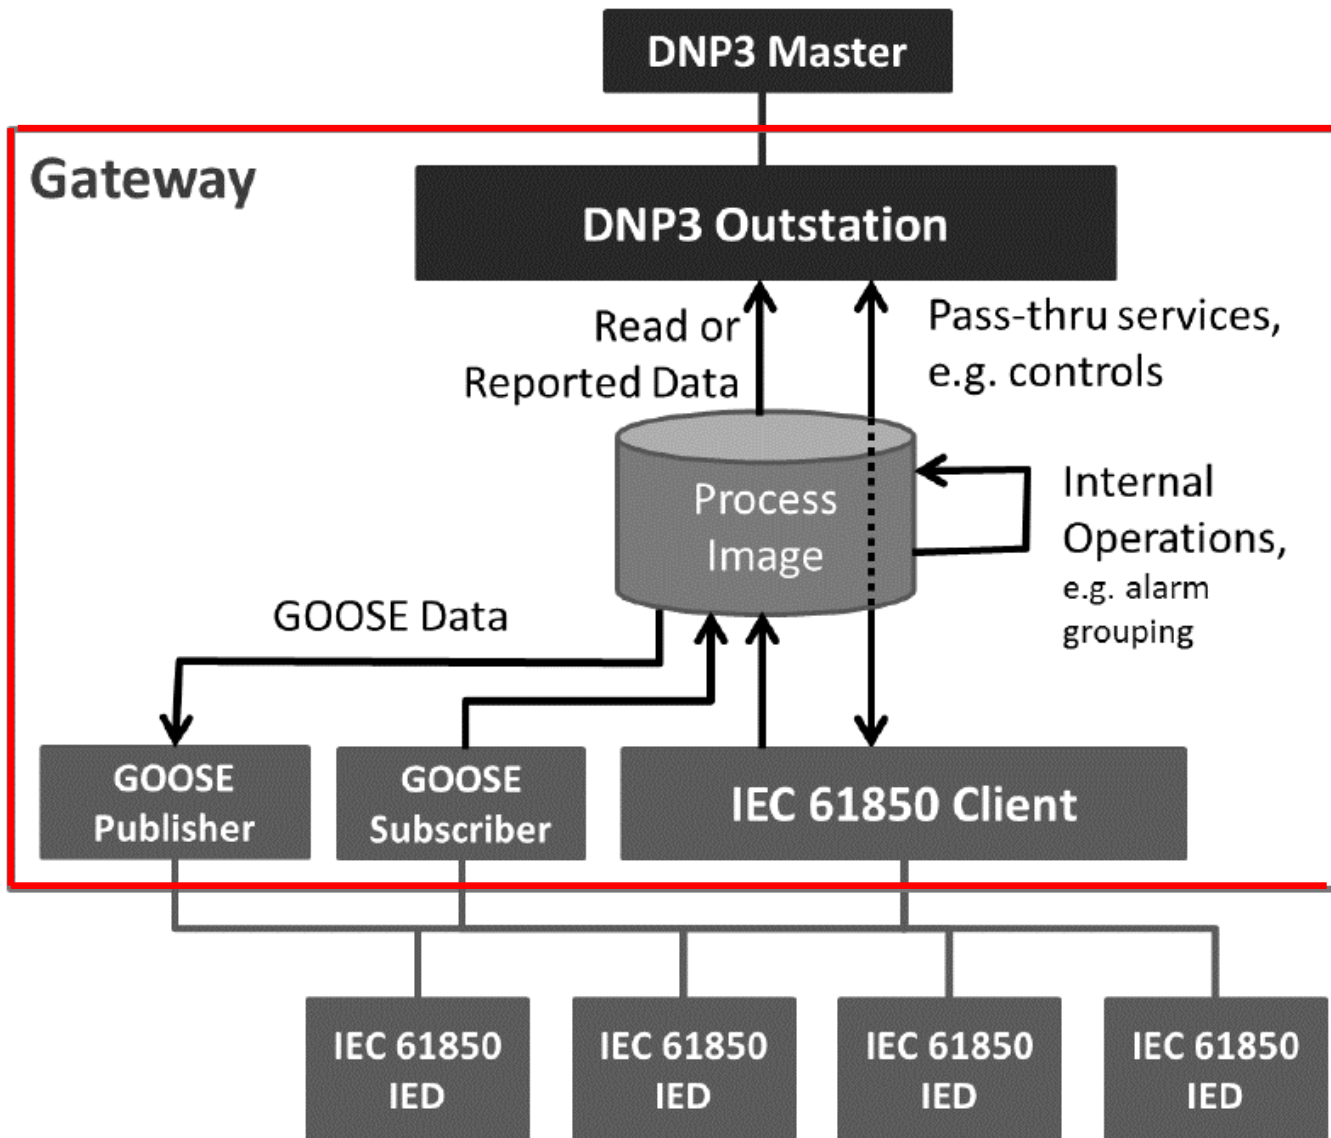 DNP3 Master
Gateway
DNP3 Outstation
Read or
Reported Data
Pass-thru services,
e.g. controls
Process
Image
Internal
Operations,
e.g. alarm
grouping
GOOSE Data
GOOSE
Publisher
GOOSE
Subscriber
IEC 61850 Client
IEC 61850
IED
IEC 61850
IED
IEC 61850
IED
IEC 61850
IED